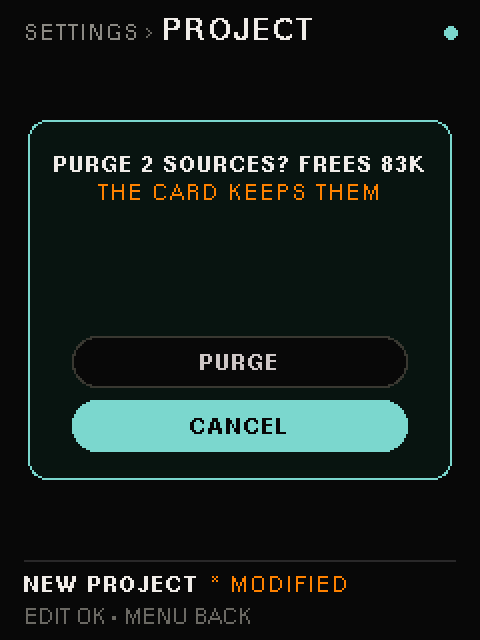 SETTINGS › PROJECT
PURGE 2 SOURCES? FREES 83K
THE CARD KEEPS THEM
PURGE
CANCEL
NEW PROJECT * MODIFIED
EDIT OK • MENU BACK